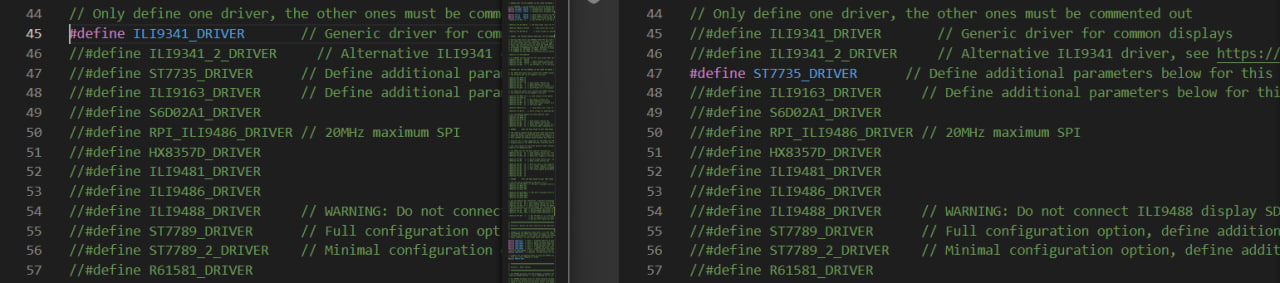 44 // Only define one driver, the other ones must be comm
45 #define ILI9341_DRIVER // Generic driver for com
46 //#define ILI9341_2_DRIVER // Alternative ILI9341
47 //#define ST7735_DRIVER // Define additional para
48 //#define ILI9163_DRIVER // Define additional para
49 //#define S6D02A1_DRIVER
50 //#define RPI_ILI9486_DRIVER // 20MHz maximum SPI
51 //#define HX8357D_DRIVER
52 //#define ILI9481_DRIVER
53 //#define ILI9486_DRIVER
54 //#define ILI9488_DRIVER // WARNING: Do not connect
55 //#define ST7789_DRIVER // Full configuration opt
56 //#define ST7789_2_DRIVER // Minimal configuration
57 //#define R61581_DRIVER
44 // Only define one driver, the other ones must be commented out
45 //#define ILI9341_DRIVER // Generic driver for common displays
46 //#define ILI9341_2_DRIVER // Alternative ILI9341 driver, see https://
47 #define ST7735_DRIVER // Define additional parameters below for this
48 //#define ILI9163_DRIVER // Define additional parameters below for thi
49 //#define S6D02A1_DRIVER
50 //#define RPI_ILI9486_DRIVER // 20MHz maximum SPI
51 //#define HX8357D_DRIVER
52 //#define ILI9481_DRIVER
53 //#define ILI9486_DRIVER
54 //#define ILI9488_DRIVER // WARNING: Do not connect ILI9488 display SD
55 //#define ST7789_DRIVER // Full configuration option, define addition
56 //#define ST7789_2_DRIVER // Minimal configuration option, define addit
57 //#define R61581_DRIVER